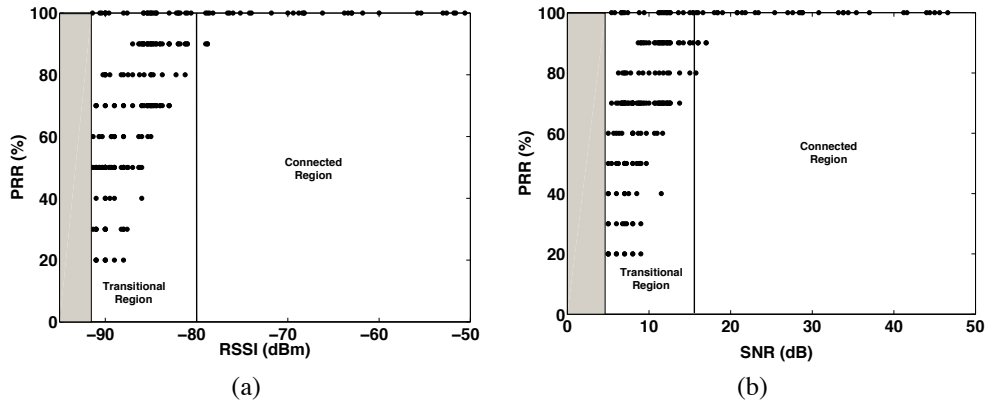 100
80
60
40
20
0
PRR (%)
Connected
Region
Transitional
Region
−90
−80
−70
−60
−50
RSSI (dBm)
(a)
100
80
60
40
20
0
PRR (%)
Connected
Region
Transitional
Region
0
10
20
30
40
50
SNR (dB)
(b)